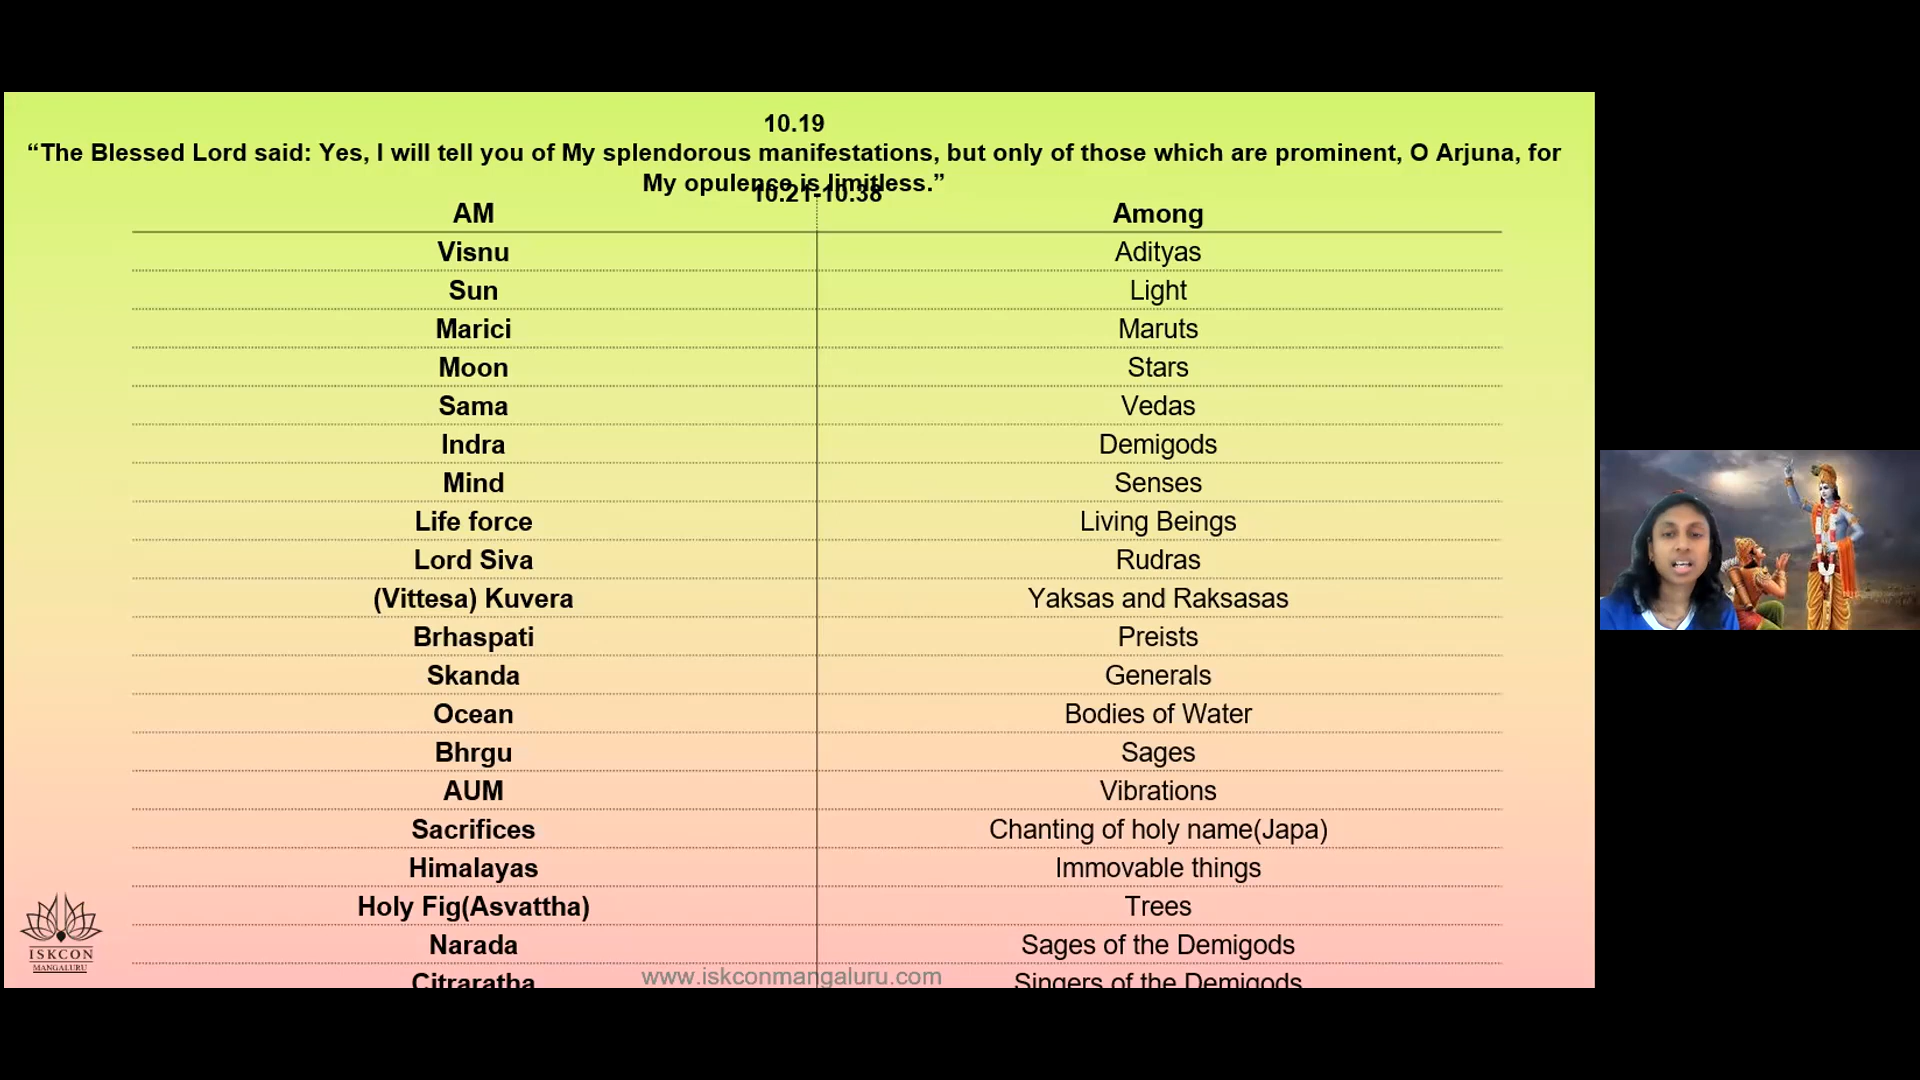 10.19
“The Blessed Lord said: Yes, I will tell you of My splendorous manifestations, but only of those which are prominent, O Arjuna, for
My opulence is limitless.”
10.21-10.38
AM Among
Visnu Adityas
Sun Light
Marici Maruts
Moon Stars
Sama Vedas
Indra Demigods
Mind Senses
Life force Living Beings
Lord Siva Rudras
(Vittesa) Kuvera Yaksas and Raksasas
Brhaspati Preists
Skanda Generals
Ocean Bodies of Water
Bhrgu Sages
AUM Vibrations
Sacrifices Chanting of holy name(Japa)
Himalayas Immovable things
Holy Fig(Asvattha) Trees
Narada Sages of the Demigods
Citraratha Singers of the Demigods
ISKCON
MANGALURU
www.iskconmangaluru.com